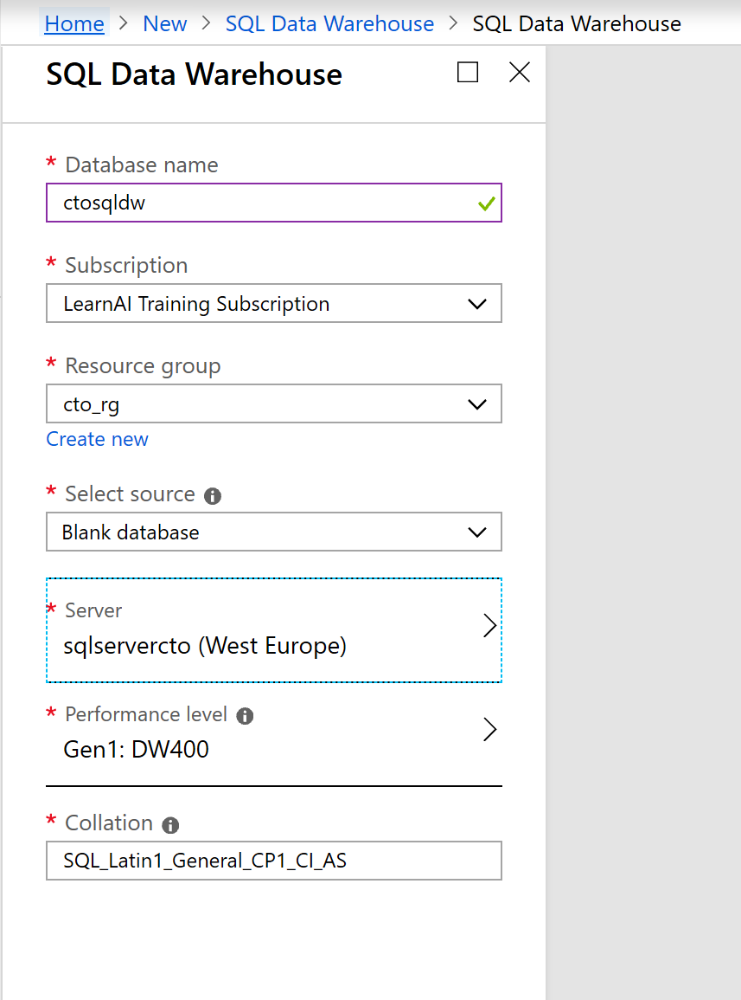 Home > New > SQL Data Warehouse > SQL Data Warehouse
SQL Data Warehouse
* Database name
ctosqldw
* Subscription
LearnAI Training Subscription
* Resource group
cto_rg
Create new
* Select source
Blank database
* Server
sqlservercto (West Europe)
* Performance level
Gen1: DW400
* Collation
SQL_Latin1_General_CP1_CI_AS